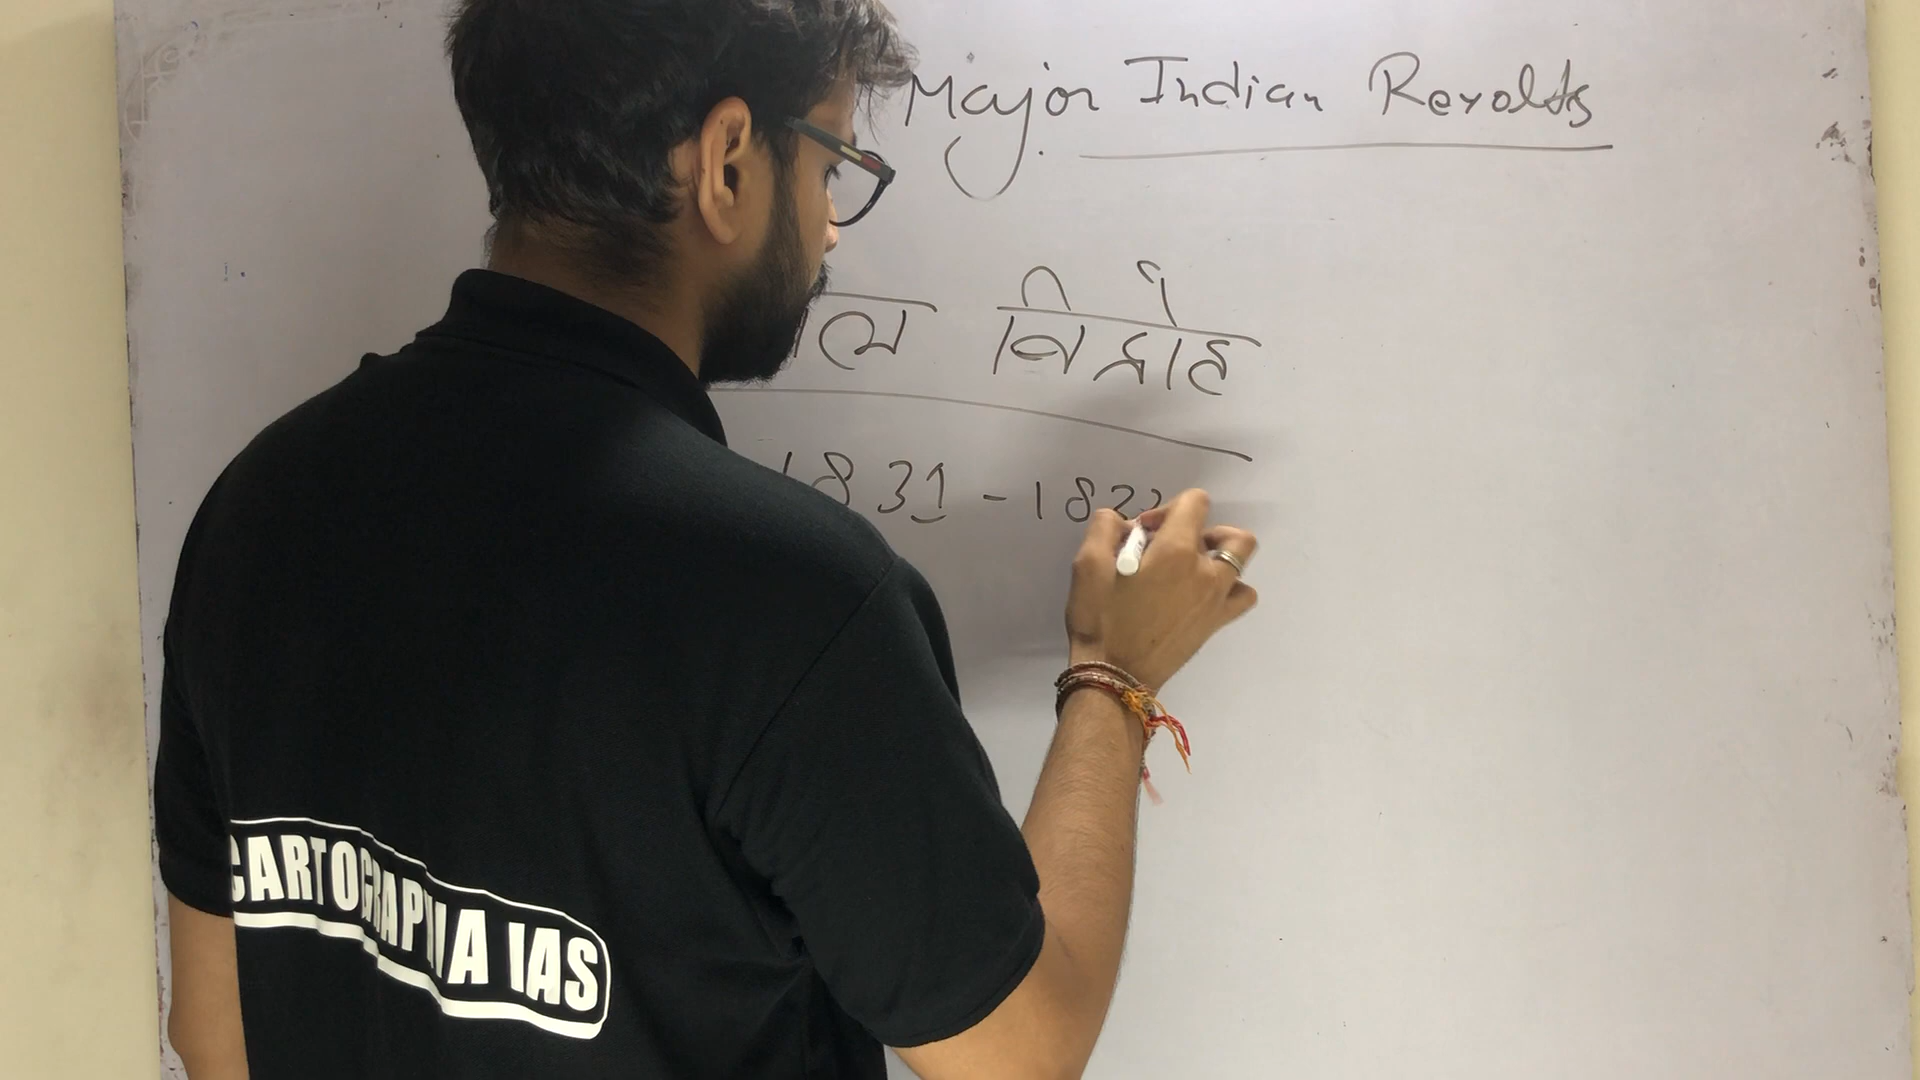 Major Indian Revolts
विद्रोह
1831 - 18
CARTOGRAPHIA IAS